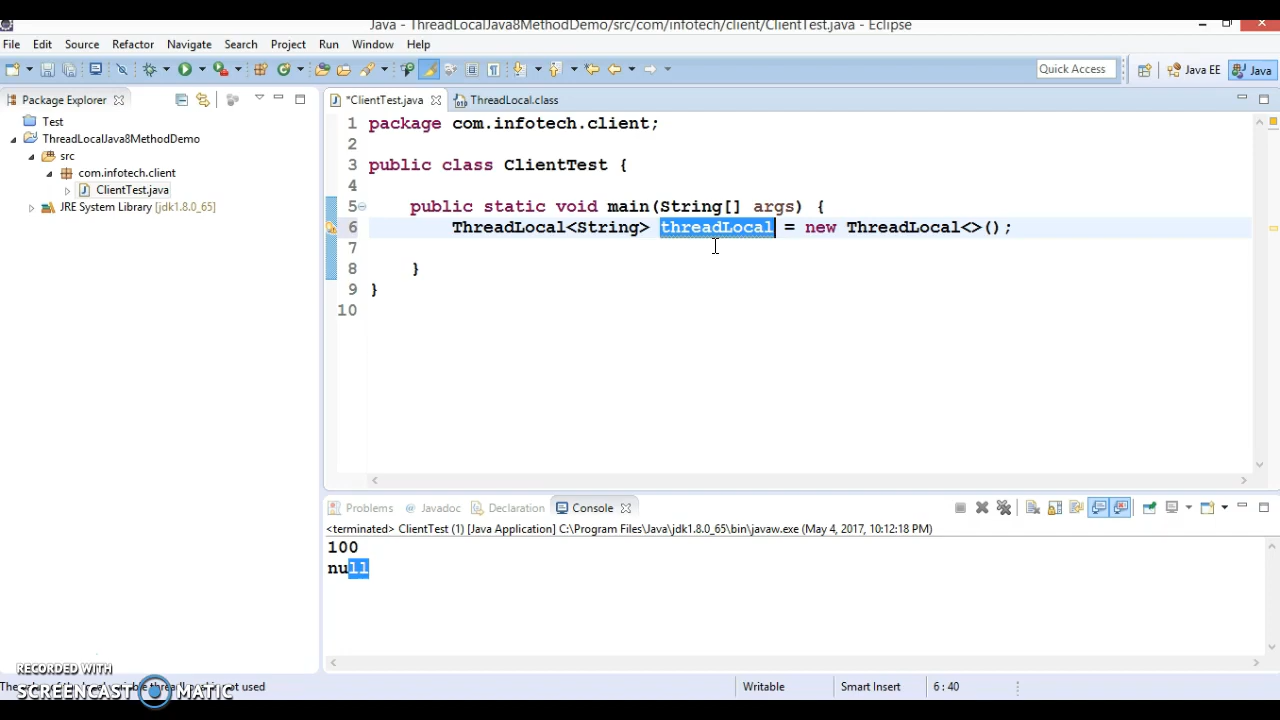 Java - ThreadLocalJava8MethodDemo/src/com/infotech/client/ClientTest.java - Eclipse
File Edit Source Refactor Navigate Search Project Run Window Help
Quick Access Java EE Java
Package Explorer
Test
ThreadLocalJava8MethodDemo
src
com.infotech.client
ClientTest.java
JRE System Library [jdk1.8.0_65]
*ClientTest.java ThreadLocal.class
1 package com.infotech.client;
2
3 public class ClientTest {
4
5 public static void main(String[] args) {
6 ThreadLocal<String> threadLocal = new ThreadLocal<>();
7
8 }
9 }
10
Problems Javadoc Declaration Console
<terminated> ClientTest (1) [Java Application] C:\Program Files\Java\jdk1.8.0_65\bin\javaw.exe (May 4, 2017, 10:12:18 PM)
100
null
RECORDED WITH
SCREENCAST MATIC
not used Writable Smart Insert 6 : 40